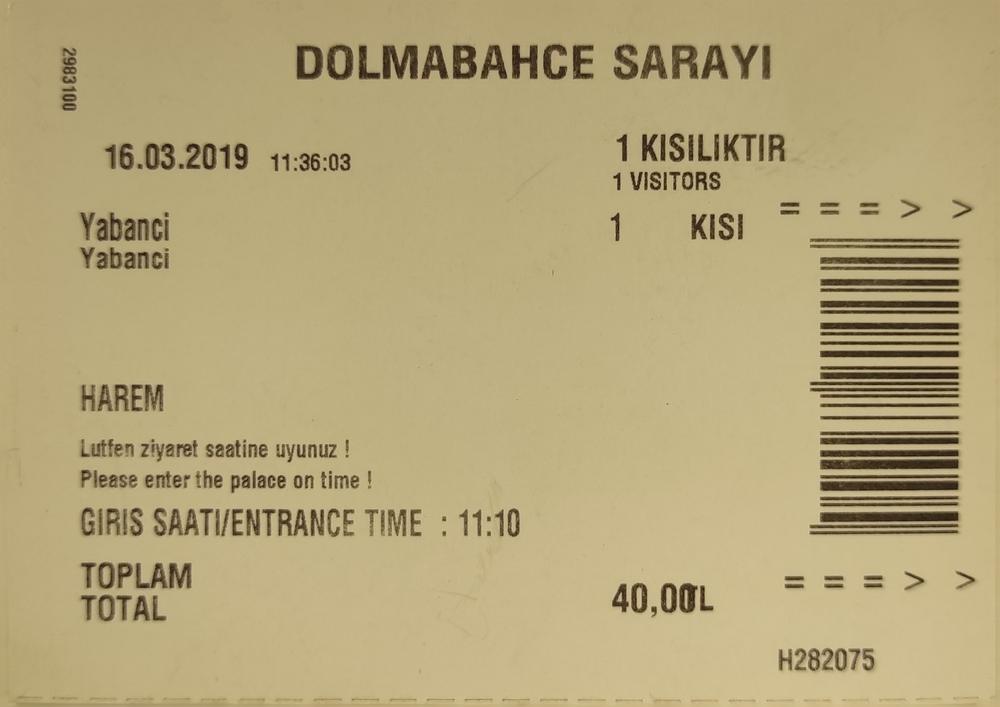 2983100
DOLMABAHCE SARAYI
16.03.2019 11:36:03
1 KISILIKTIR
1 VISITORS
= = = > >
Yabanci 1 KISI
Yabanci
HAREM
Lutfen ziyaret saatine uyunuz !
Please enter the palace on time !
GIRIS SAATI/ENTRANCE TIME : 11:10
TOPLAM
TOTAL 40,00TL
= = = > >
H282075